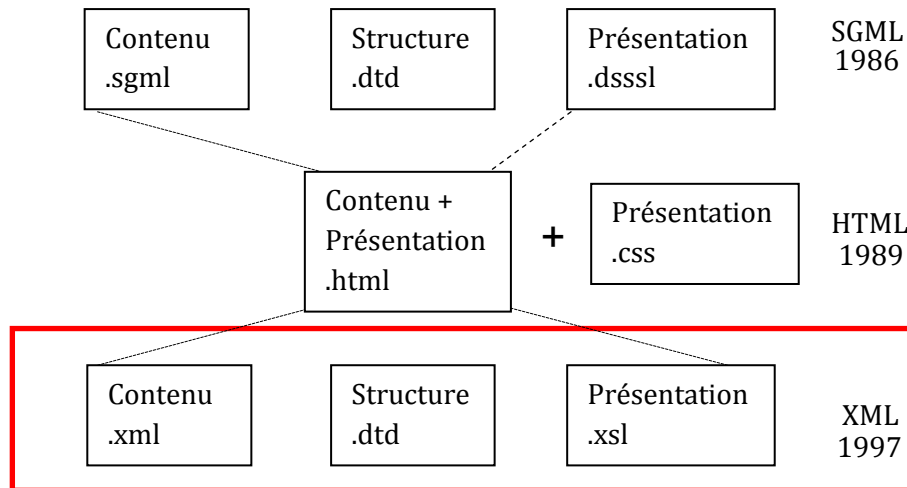 Contenu
.sgml
Structure
.dtd
Présentation
.dsssl
SGML
1986
Contenu +
Présentation
.html
+
Présentation
.css
HTML
1989
Contenu
.xml
Structure
.dtd
Présentation
.xsl
XML
1997